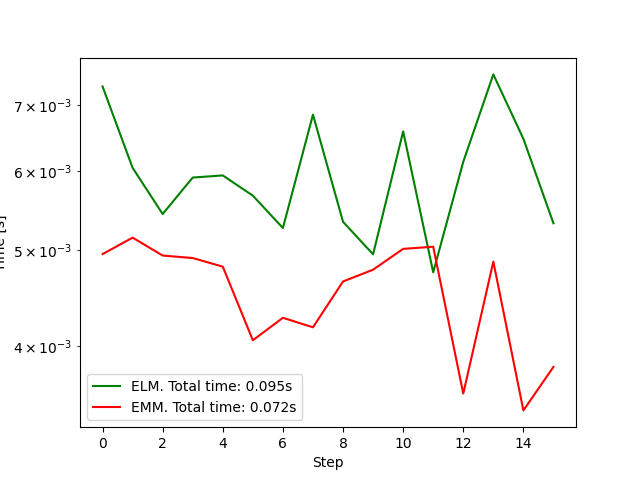 7 × 10⁻³
6 × 10⁻³
5 × 10⁻³
4 × 10⁻³
Time [s]
ELM. Total time: 0.095s
EMM. Total time: 0.072s
0 2 4 6 8 10 12 14
Step